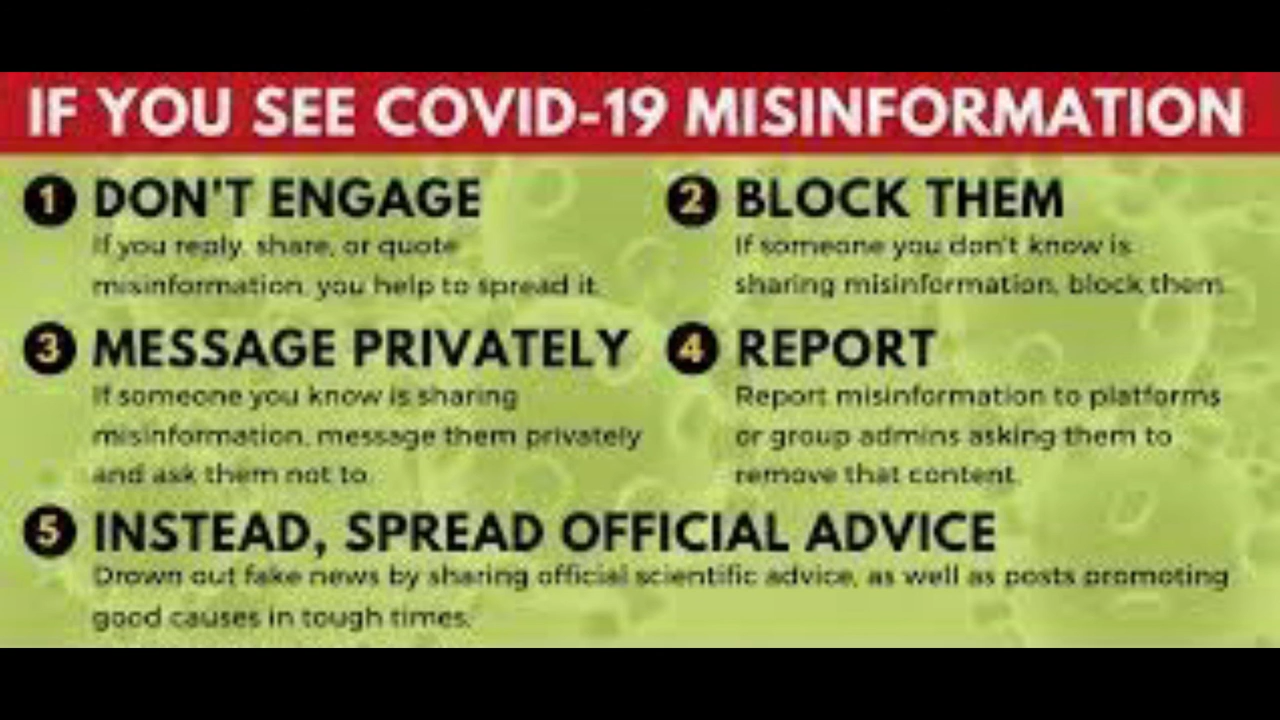 IF YOU SEE COVID-19 MISINFORMATION
1 DON'T ENGAGE
If you reply, share, or quote
misinformation, you help to spread it.
2 BLOCK THEM
If someone you don't know is
sharing misinformation, block them.
3 MESSAGE PRIVATELY
If someone you know is sharing
misinformation, message them privately
and ask them not to.
4 REPORT
Report misinformation to platforms
or group admins asking them to
remove that content.
5 INSTEAD, SPREAD OFFICIAL ADVICE
Drown out fake news by sharing official scientific advice, as well as posts promoting
good causes in tough times.